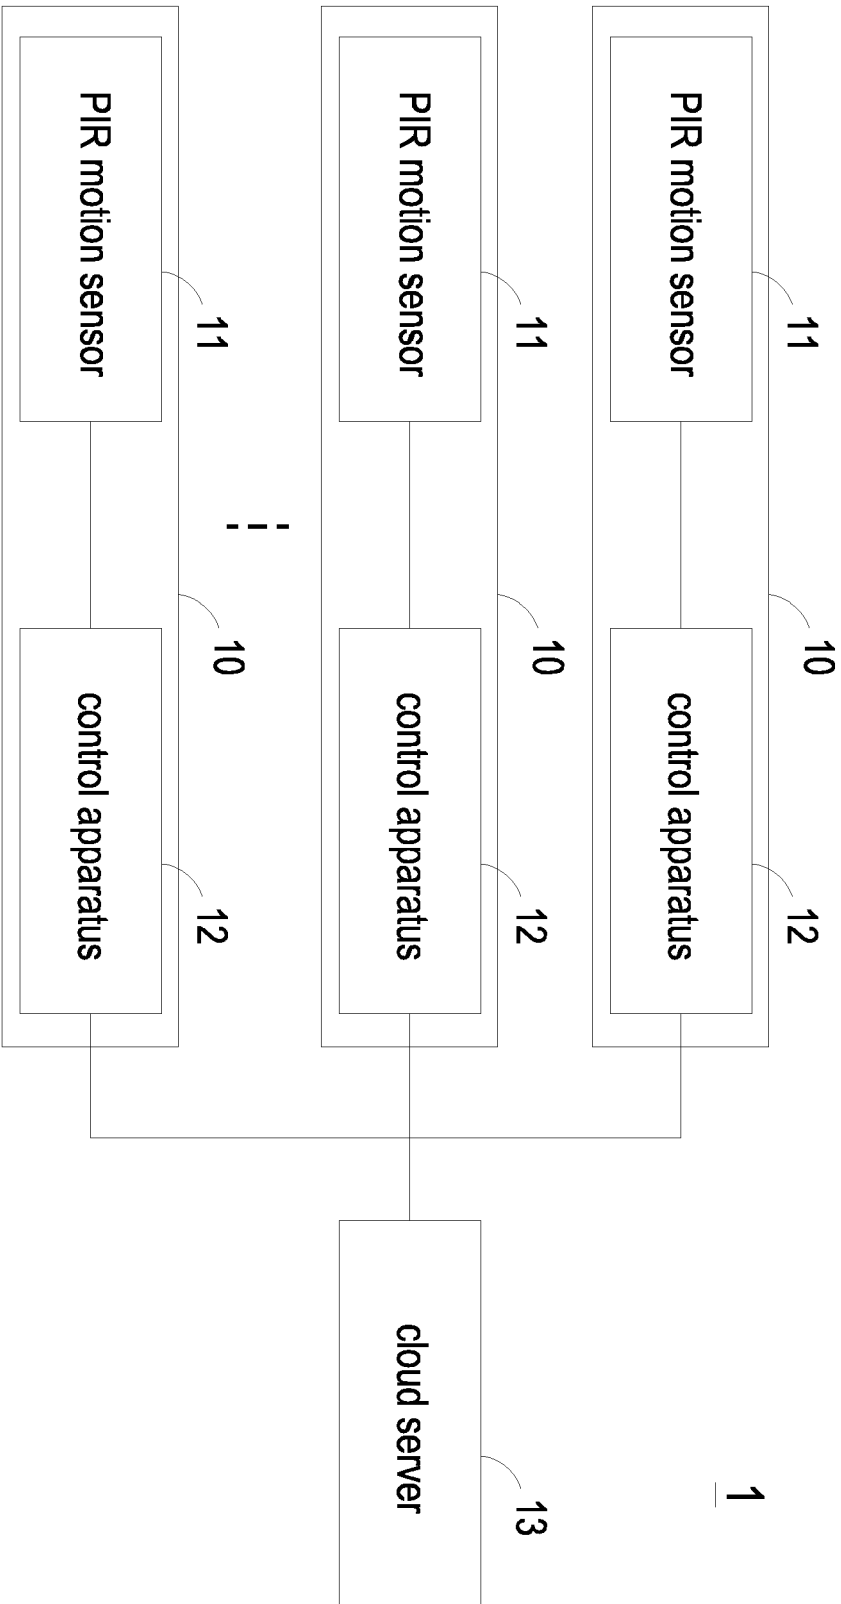 1
10
11
12
PIR motion sensor
control apparatus
10
11
12
13
PIR motion sensor
control apparatus
cloud server
10
11
12
PIR motion sensor
control apparatus